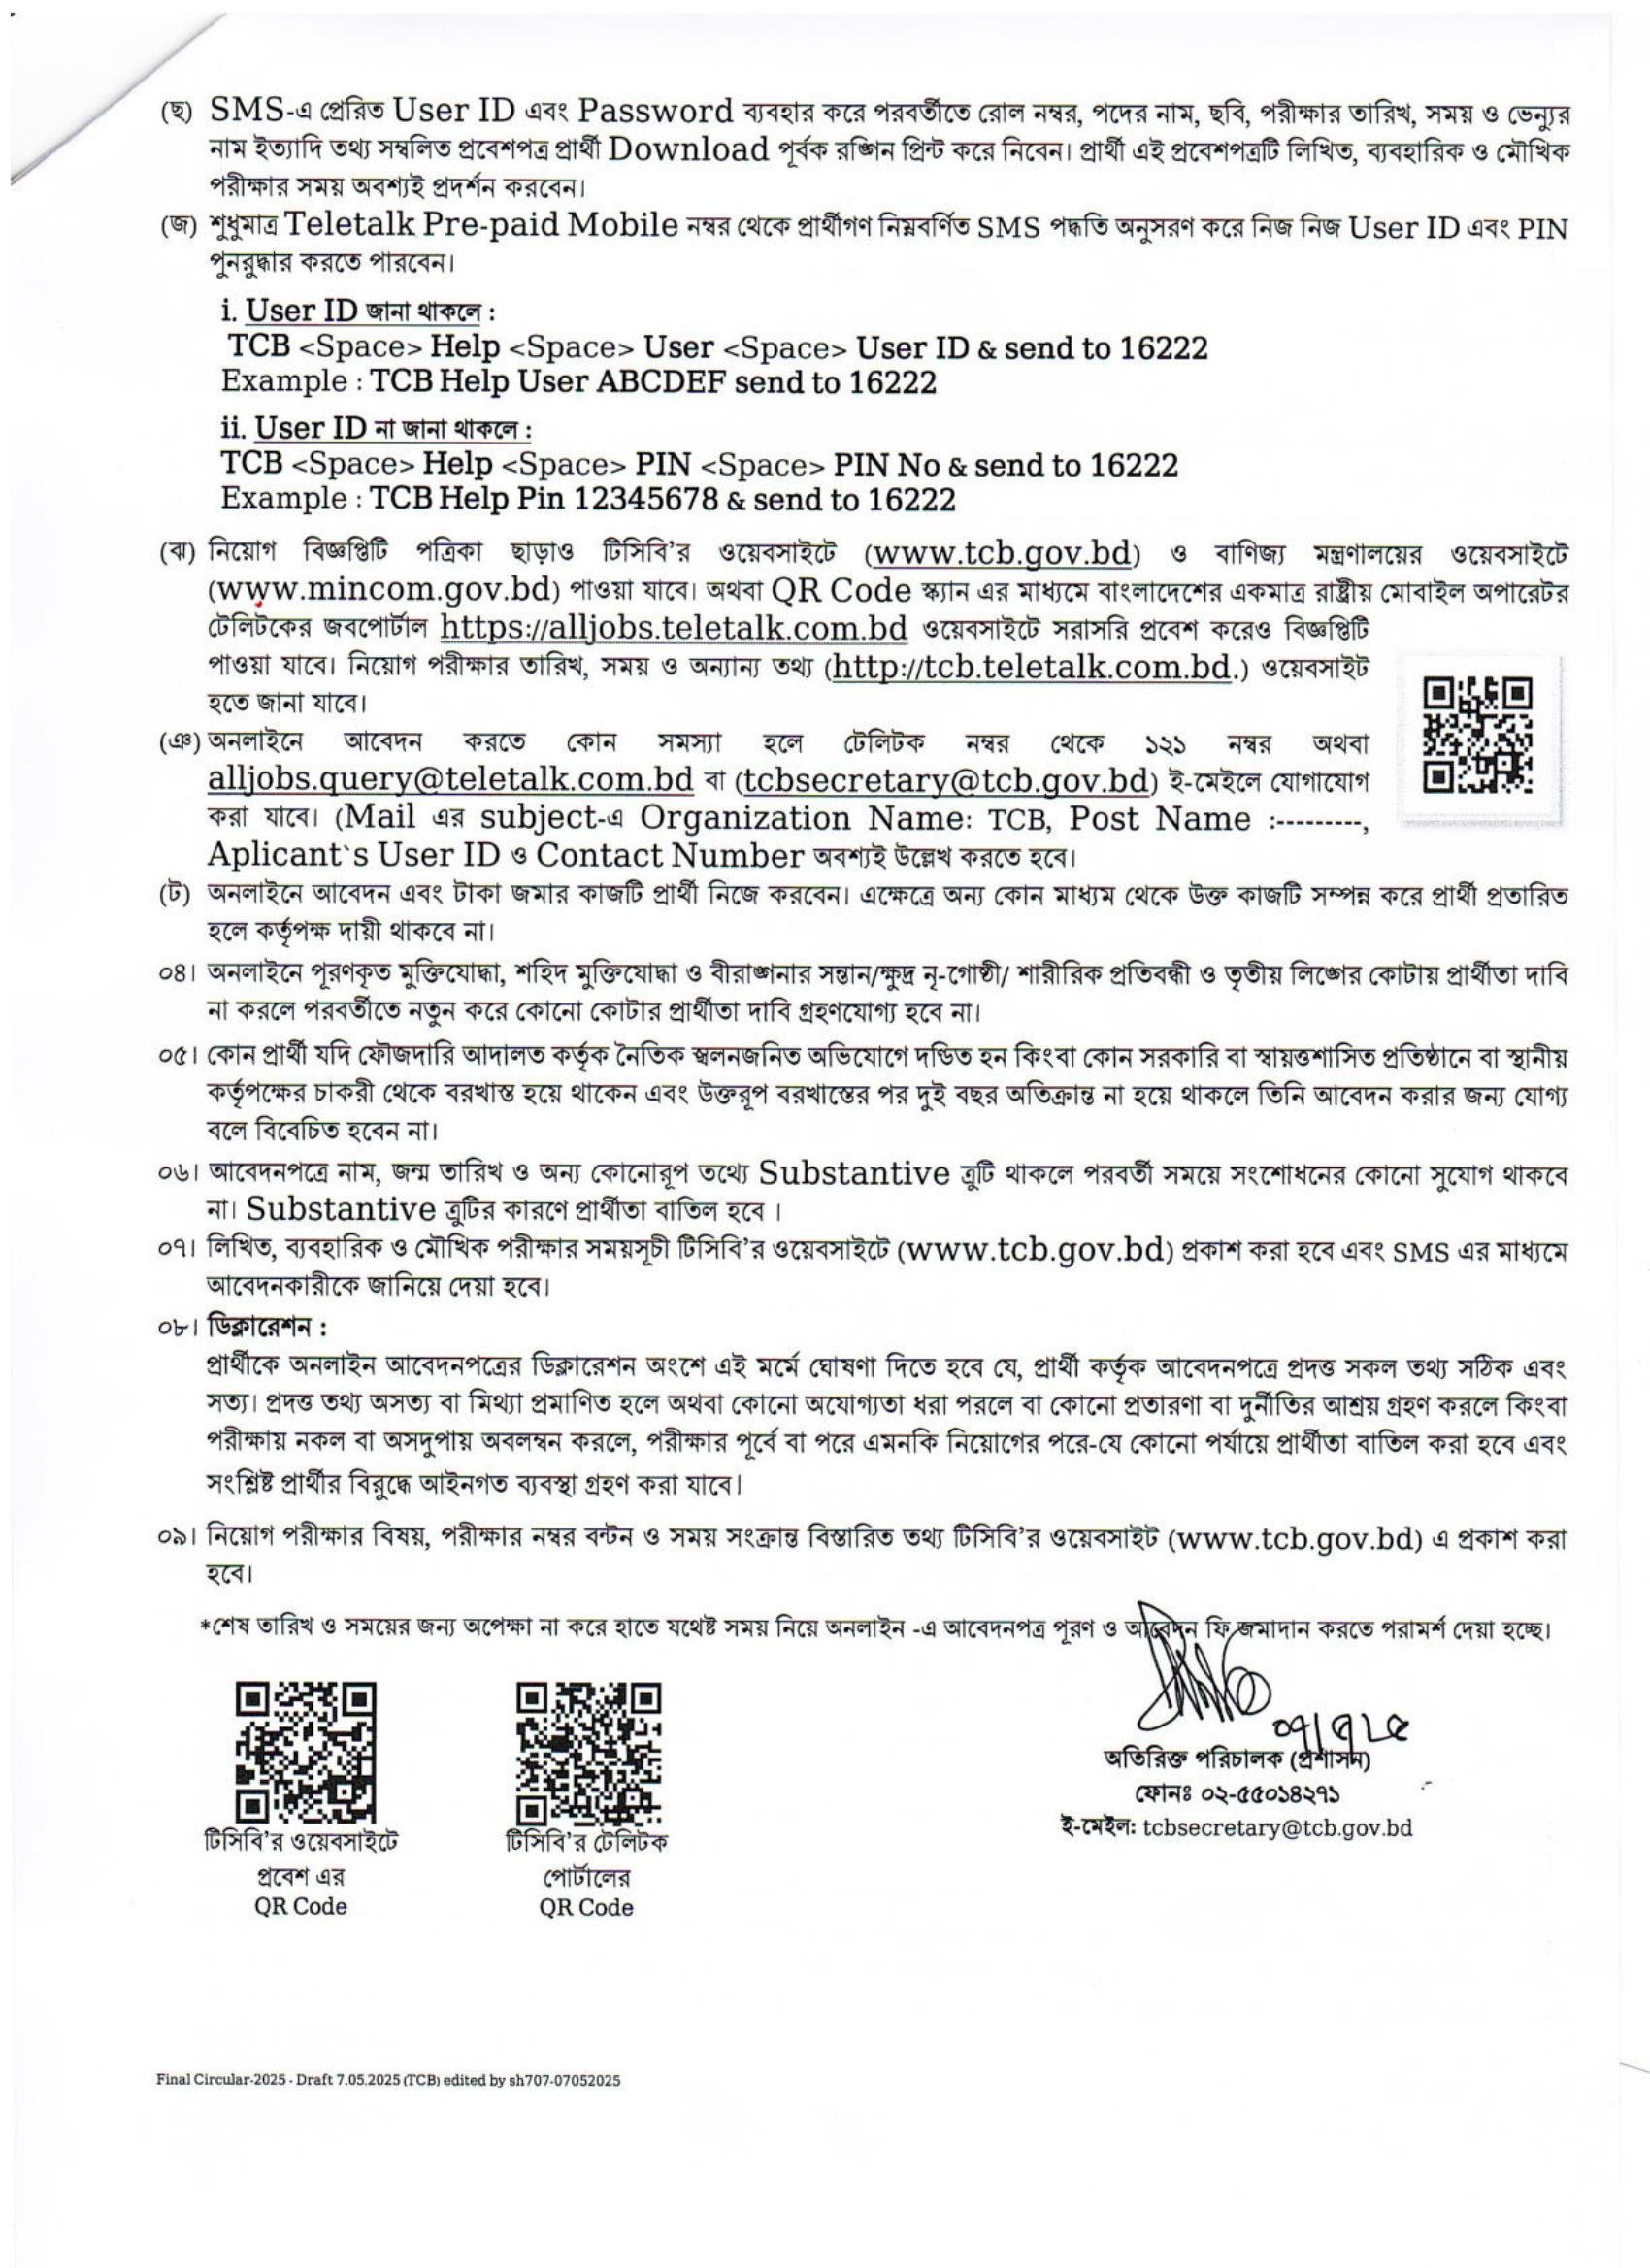 (ছ) SMS-এ প্রেরিত User ID এবং Password ব্যবহার করে পরবর্তীতে রোল নম্বর, পদের নাম, ছবি, পরীক্ষার তারিখ, সময় ও ভেন্যুর
নাম ইত্যাদি তথ্য সম্বলিত প্রবেশপত্র প্রার্থী Download পূর্বক রঙ্গিন প্রিন্ট করে নিবেন। প্রার্থী এই প্রবেশপত্রটি লিখিত, ব্যবহারিক ও মৌখিক
পরীক্ষার সময় অবশ্যই প্রদর্শন করবেন।
(জ) শুধুমাত্র Teletalk Pre-paid Mobile নম্বর থেকে প্রার্থীগণ নিম্নবর্ণিত SMS পদ্ধতি অনুসরণ করে নিজ নিজ User ID এবং PIN
পুনরুদ্ধার করতে পারবেন।
i. User ID জানা থাকলে :
TCB <Space> Help <Space> User <Space> User ID & send to 16222
Example : TCB Help User ABCDEF send to 16222
ii. User ID না জানা থাকলে :
TCB <Space> Help <Space> PIN <Space> PIN No & send to 16222
Example : TCB Help Pin 12345678 & send to 16222
(ঝ) নিয়োগ বিজ্ঞপ্তিটি পত্রিকা ছাড়াও টিসিবি'র ওয়েবসাইটে (www.tcb.gov.bd) ও বাণিজ্য মন্ত্রণালয়ের ওয়েবসাইটে
(www.mincom.gov.bd) পাওয়া যাবে। অথবা QR Code স্ক্যান এর মাধ্যমে বাংলাদেশের একমাত্র রাষ্ট্রীয় মোবাইল অপারেটর
টেলিটকের জবপোর্টাল https://alljobs.teletalk.com.bd ওয়েবসাইটে সরাসরি প্রবেশ করেও বিজ্ঞপ্তিটি
পাওয়া যাবে। নিয়োগ পরীক্ষার তারিখ, সময় ও অন্যান্য তথ্য (http://tcb.teletalk.com.bd.) ওয়েবসাইট
হতে জানা যাবে।
(ঞ) অনলাইনে আবেদন করতে কোন সমস্যা হলে টেলিটক নম্বর থেকে ১২১ নম্বর অথবা
alljobs.query@teletalk.com.bd বা (tcbsecretary@tcb.gov.bd) ই-মেইলে যোগাযোগ
করা যাবে। (Mail এর subject-এ Organization Name: TCB, Post Name :---------,
Aplicant`s User ID ও Contact Number অবশ্যই উল্লেখ করতে হবে।
(ট) অনলাইনে আবেদন এবং টাকা জমার কাজটি প্রার্থী নিজে করবেন। এক্ষেত্রে অন্য কোন মাধ্যম থেকে উক্ত কাজটি সম্পন্ন করে প্রার্থী প্রতারিত
হলে কর্তৃপক্ষ দায়ী থাকবে না।
০৪। অনলাইনে পূরণকৃত মুক্তিযোদ্ধা, শহিদ মুক্তিযোদ্ধা ও বীরাঙ্গনার সন্তান/ক্ষুদ্র নৃ-গোষ্ঠী/ শারীরিক প্রতিবন্ধী ও তৃতীয় লিঙ্গের কোটায় প্রার্থীতা দাবি
না করলে পরবর্তীতে নতুন করে কোনো কোটার প্রার্থীতা দাবি গ্রহণযোগ্য হবে না।
০৫। কোন প্রার্থী যদি ফৌজদারি আদালত কর্তৃক নৈতিক স্খলনজনিত অভিযোগে দন্ডিত হন কিংবা কোন সরকারি বা স্বায়ত্তশাসিত প্রতিষ্ঠানে বা স্থানীয়
কর্তৃপক্ষের চাকরী থেকে বরখাস্ত হয়ে থাকেন এবং উক্তরূপ বরখাস্তের পর দুই বছর অতিক্রান্ত না হয়ে থাকলে তিনি আবেদন করার জন্য যোগ্য
বলে বিবেচিত হবেন না।
০৬। আবেদনপত্রে নাম, জন্ম তারিখ ও অন্য কোনোরূপ তথ্যে Substantive ত্রুটি থাকলে পরবর্তী সময়ে সংশোধনের কোনো সুযোগ থাকবে
না। Substantive ত্রুটির কারণে প্রার্থীতা বাতিল হবে ।
০৭। লিখিত, ব্যবহারিক ও মৌখিক পরীক্ষার সময়সূচী টিসিবি'র ওয়েবসাইটে (www.tcb.gov.bd) প্রকাশ করা হবে এবং SMS এর মাধ্যমে
আবেদনকারীকে জানিয়ে দেয়া হবে।
০৮। ডিক্লারেশন :
প্রার্থীকে অনলাইন আবেদনপত্রের ডিক্লারেশন অংশে এই মর্মে ঘোষণা দিতে হবে যে, প্রার্থী কর্তৃক আবেদনপত্রে প্রদত্ত সকল তথ্য সঠিক এবং
সত্য। প্রদত্ত তথ্য অসত্য বা মিথ্যা প্রমাণিত হলে অথবা কোনো অযোগ্যতা ধরা পরলে বা কোনো প্রতারণা বা দুর্নীতির আশ্রয় গ্রহণ করলে কিংবা
পরীক্ষায় নকল বা অসদুপায় অবলম্বন করলে, পরীক্ষার পূর্বে বা পরে এমনকি নিয়োগের পরে-যে কোনো পর্যায়ে প্রার্থীতা বাতিল করা হবে এবং
সংশ্লিষ্ট প্রার্থীর বিরুদ্ধে আইনগত ব্যবস্থা গ্রহণ করা যাবে।
০৯। নিয়োগ পরীক্ষার বিষয়, পরীক্ষার নম্বর বন্টন ও সময় সংক্রান্ত বিস্তারিত তথ্য টিসিবি'র ওয়েবসাইট (www.tcb.gov.bd) এ প্রকাশ করা
হবে।
*শেষ তারিখ ও সময়ের জন্য অপেক্ষা না করে হাতে যথেষ্ট সময় নিয়ে অনলাইন -এ আবেদনপত্র পূরণ ও আবেদন ফি জমাদান করতে পরামর্শ দেয়া হচ্ছে।
অতিরিক্ত পরিচালক (প্রশাসন)
ফোনঃ ০২-৫৫০১৪২৭১
ই-মেইল: tcbsecretary@tcb.gov.bd
টিসিবি'র ওয়েবসাইটে
প্রবেশ এর
QR Code
টিসিবি'র টেলিটক
পোর্টালের
QR Code
Final Circular-2025 - Draft 7.05.2025 (TCB) edited by sh707-07052025